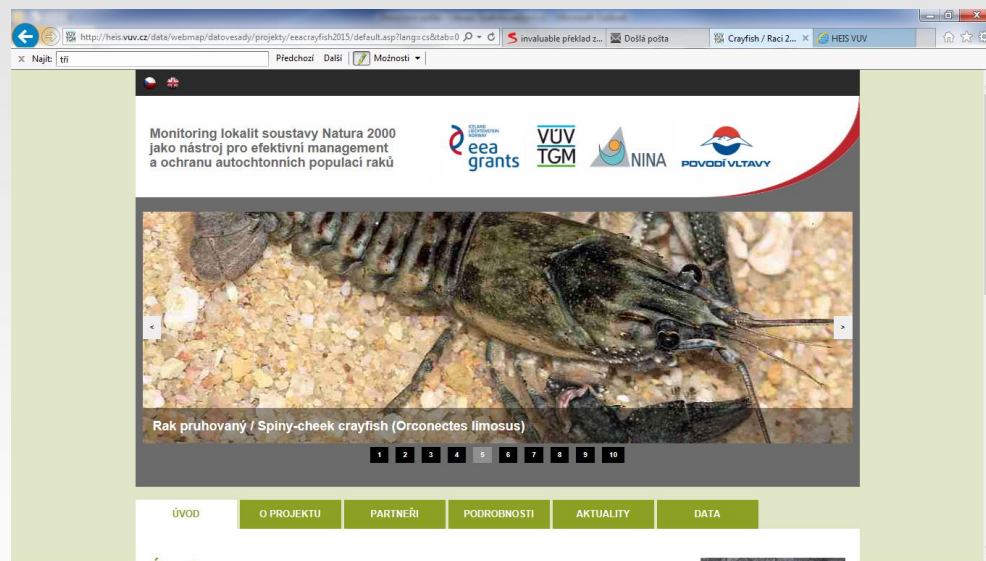 http://heis.vuv.cz/data/webmap/datovesady/projekty/eeacrayfish2015/default.asp?lang=cs&tab=0
invaluable překlad z...
Došlá pošta
Crayfish / Raci 2...
HEIS VUV
x Najít: tři
Předchozí Další Možnosti
Monitoring lokalit soustavy Natura 2000
jako nástroj pro efektivní management
a ochranu autochtonních populací raků
ICELAND
LIECHTENSTEIN
NORWAY
eea
grants
VÚV
TGM
NINA
POVODÍ VLTAVY
< >
Rak pruhovaný / Spiny-cheek crayfish (Orconectes limosus)
1 2 3 4 5 6 7 8 9 10
ÚVOD O PROJEKTU PARTNEŘI PODROBNOSTI AKTUALITY DATA